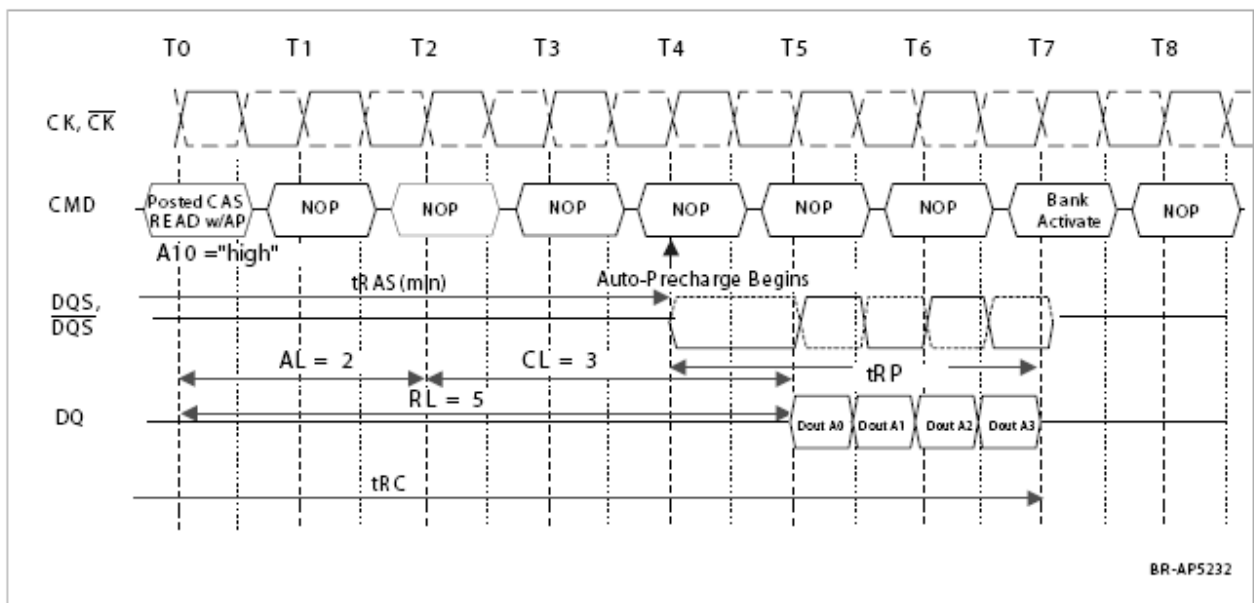 T0 T1 T2 T3 T4 T5 T6 T7 T8
CK, CK
CMD
Posted CAS
READ w/AP
NOP
NOP
NOP
NOP
NOP
NOP
Bank
Activate
NOP
A10 ="high"
tRAS(min)
Auto-Precharge Begins
DQS,
DQS
AL = 2
CL = 3
tRP
RL = 5
DQ
Dout A0
Dout A1
Dout A2
Dout A3
tRC
BR-AP5232